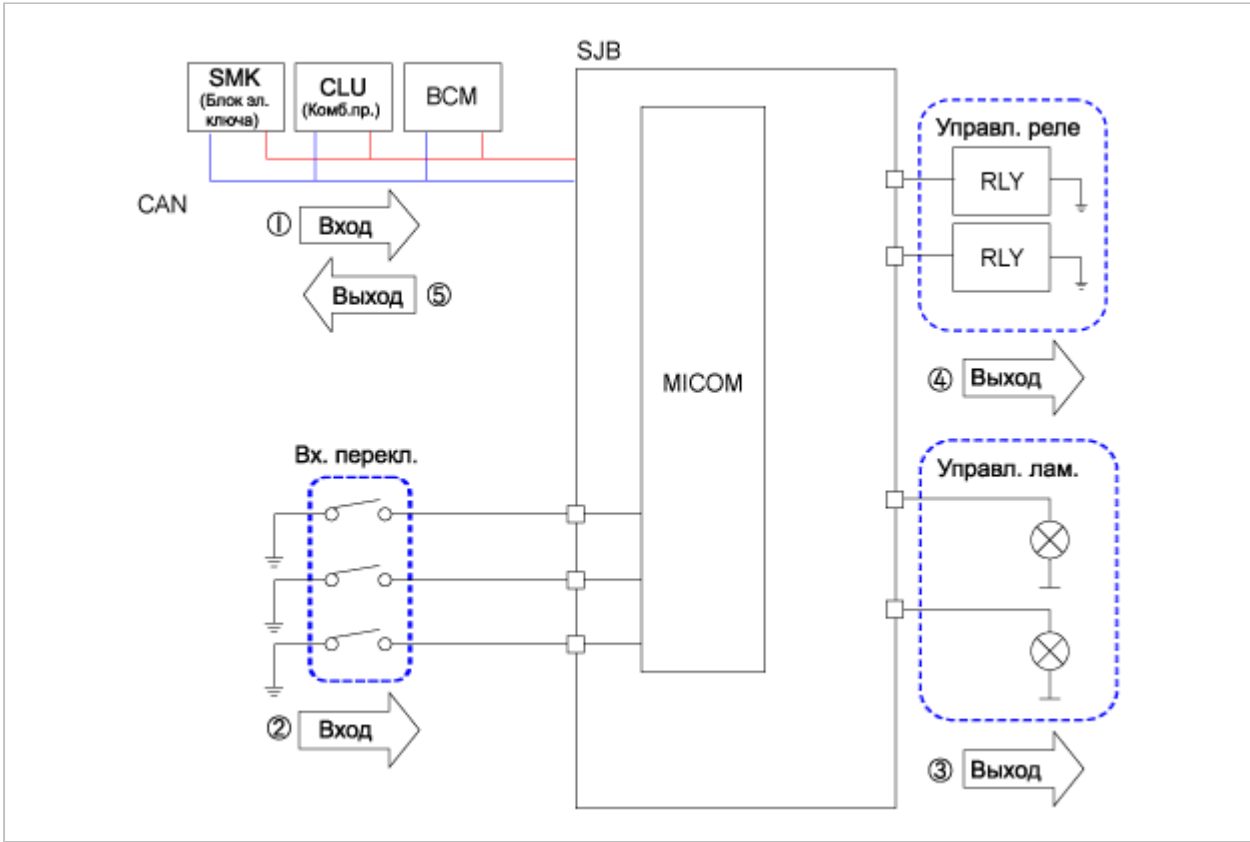 SJB
SMK
(Блок эл.
ключа)
CLU
(Комб.пр.)
BCM
CAN
① Вход
Выход ⑤
MICOM
Управл. реле
RLY
RLY
④ Выход
Вх. перекл.
② Вход
Управл. лам.
③ Выход